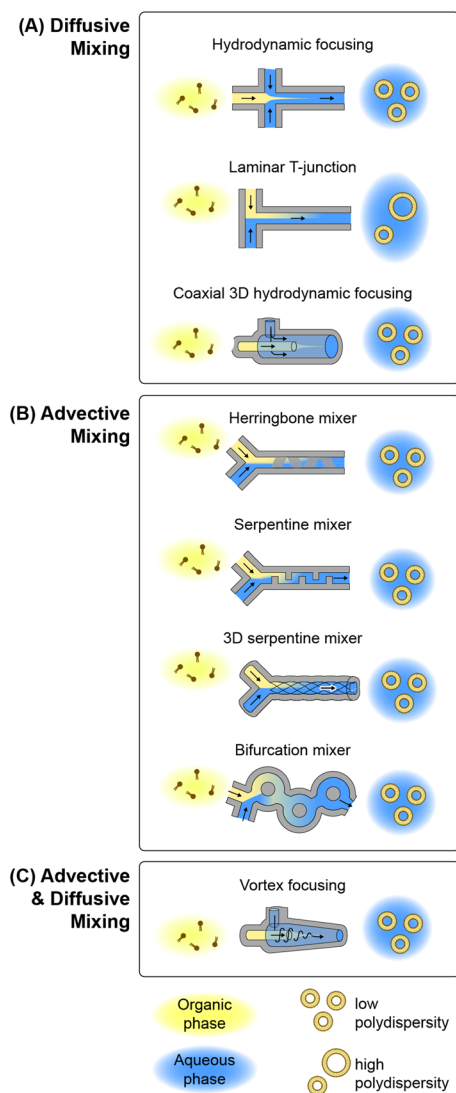 (A) Diffusive
Mixing
Hydrodynamic focusing
Laminar T-junction
Coaxial 3D hydrodynamic focusing
(B) Advective
Mixing
Herringbone mixer
Serpentine mixer
3D serpentine mixer
Bifurcation mixer
(C) Advective
& Diffusive
Mixing
Vortex focusing
Organic
phase
low
polydispersity
Aqueous
phase
high
polydispersity